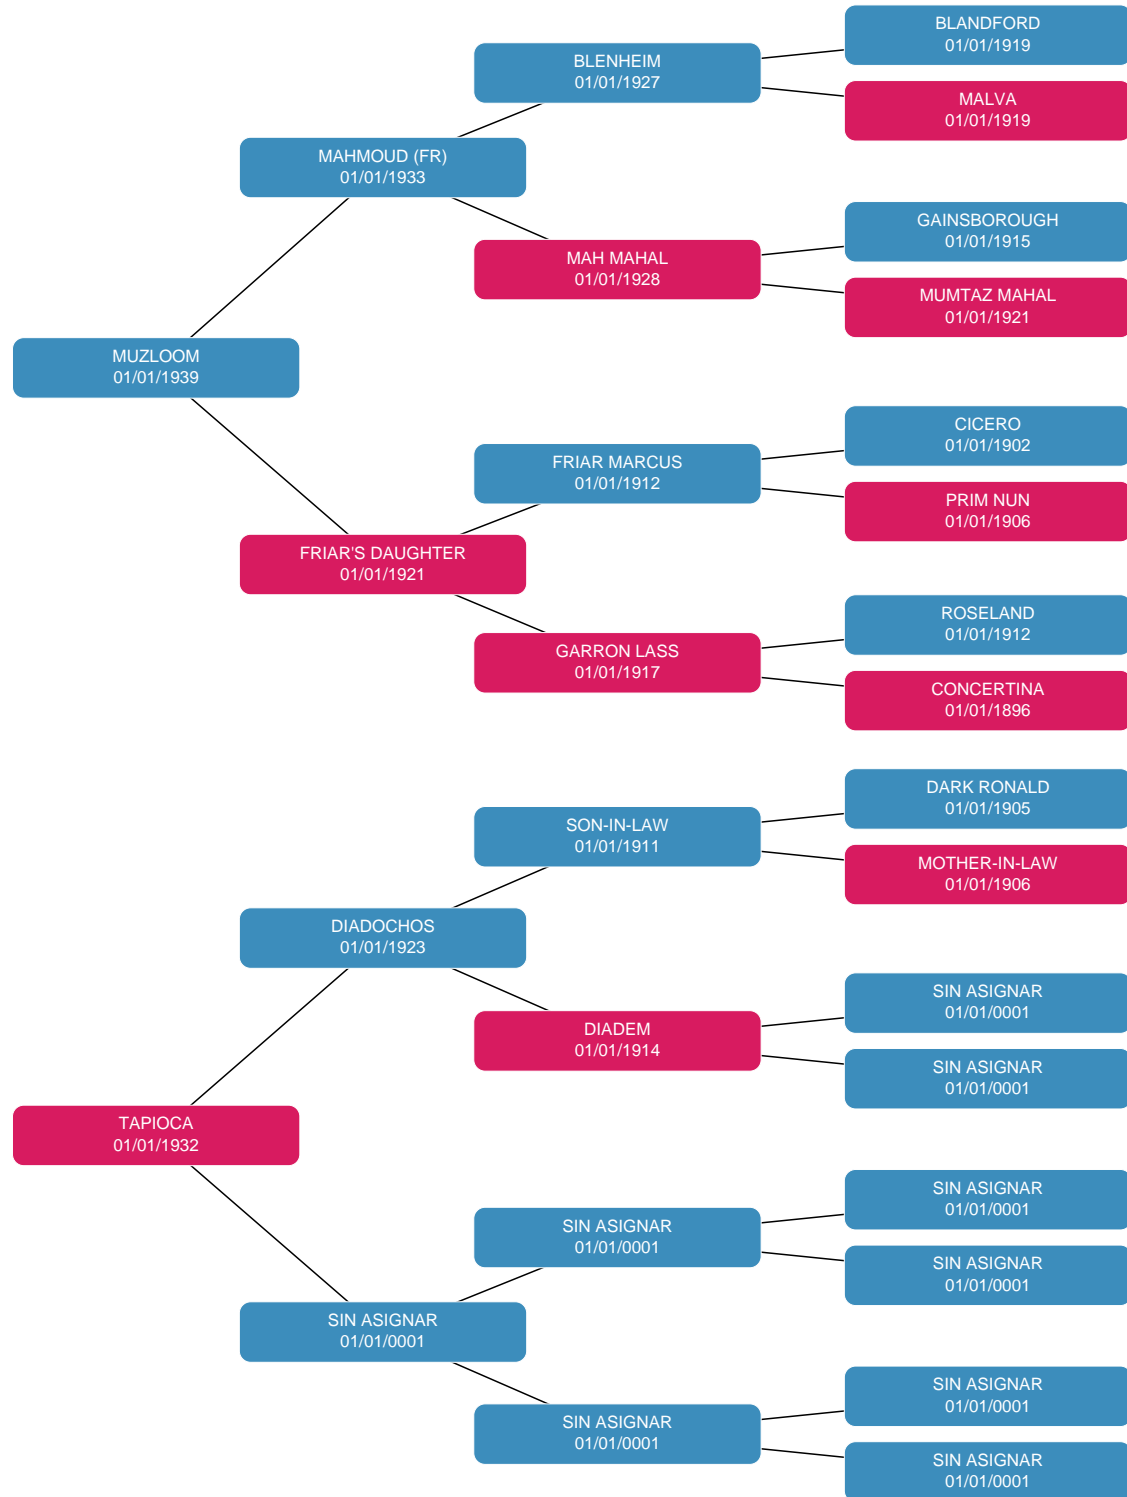 BLANDFORD
01/01/1919
BLENHEIM
01/01/1927
MALVA
01/01/1919
MAHMOUD (FR)
01/01/1933
GAINSBOROUGH
01/01/1915
MAH MAHAL
01/01/1928
MUMTAZ MAHAL
01/01/1921
MUZLOOM
01/01/1939
CICERO
01/01/1902
FRIAR MARCUS
01/01/1912
PRIM NUN
01/01/1906
FRIAR'S DAUGHTER
01/01/1921
ROSELAND
01/01/1912
GARRON LASS
01/01/1917
CONCERTINA
01/01/1896
DARK RONALD
01/01/1905
SON-IN-LAW
01/01/1911
MOTHER-IN-LAW
01/01/1906
DIADOCHOS
01/01/1923
SIN ASIGNAR
01/01/0001
DIADEM
01/01/1914
SIN ASIGNAR
01/01/0001
TAPIOCA
01/01/1932
SIN ASIGNAR
01/01/0001
SIN ASIGNAR
01/01/0001
SIN ASIGNAR
01/01/0001
SIN ASIGNAR
01/01/0001
SIN ASIGNAR
01/01/0001
SIN ASIGNAR
01/01/0001
SIN ASIGNAR
01/01/0001